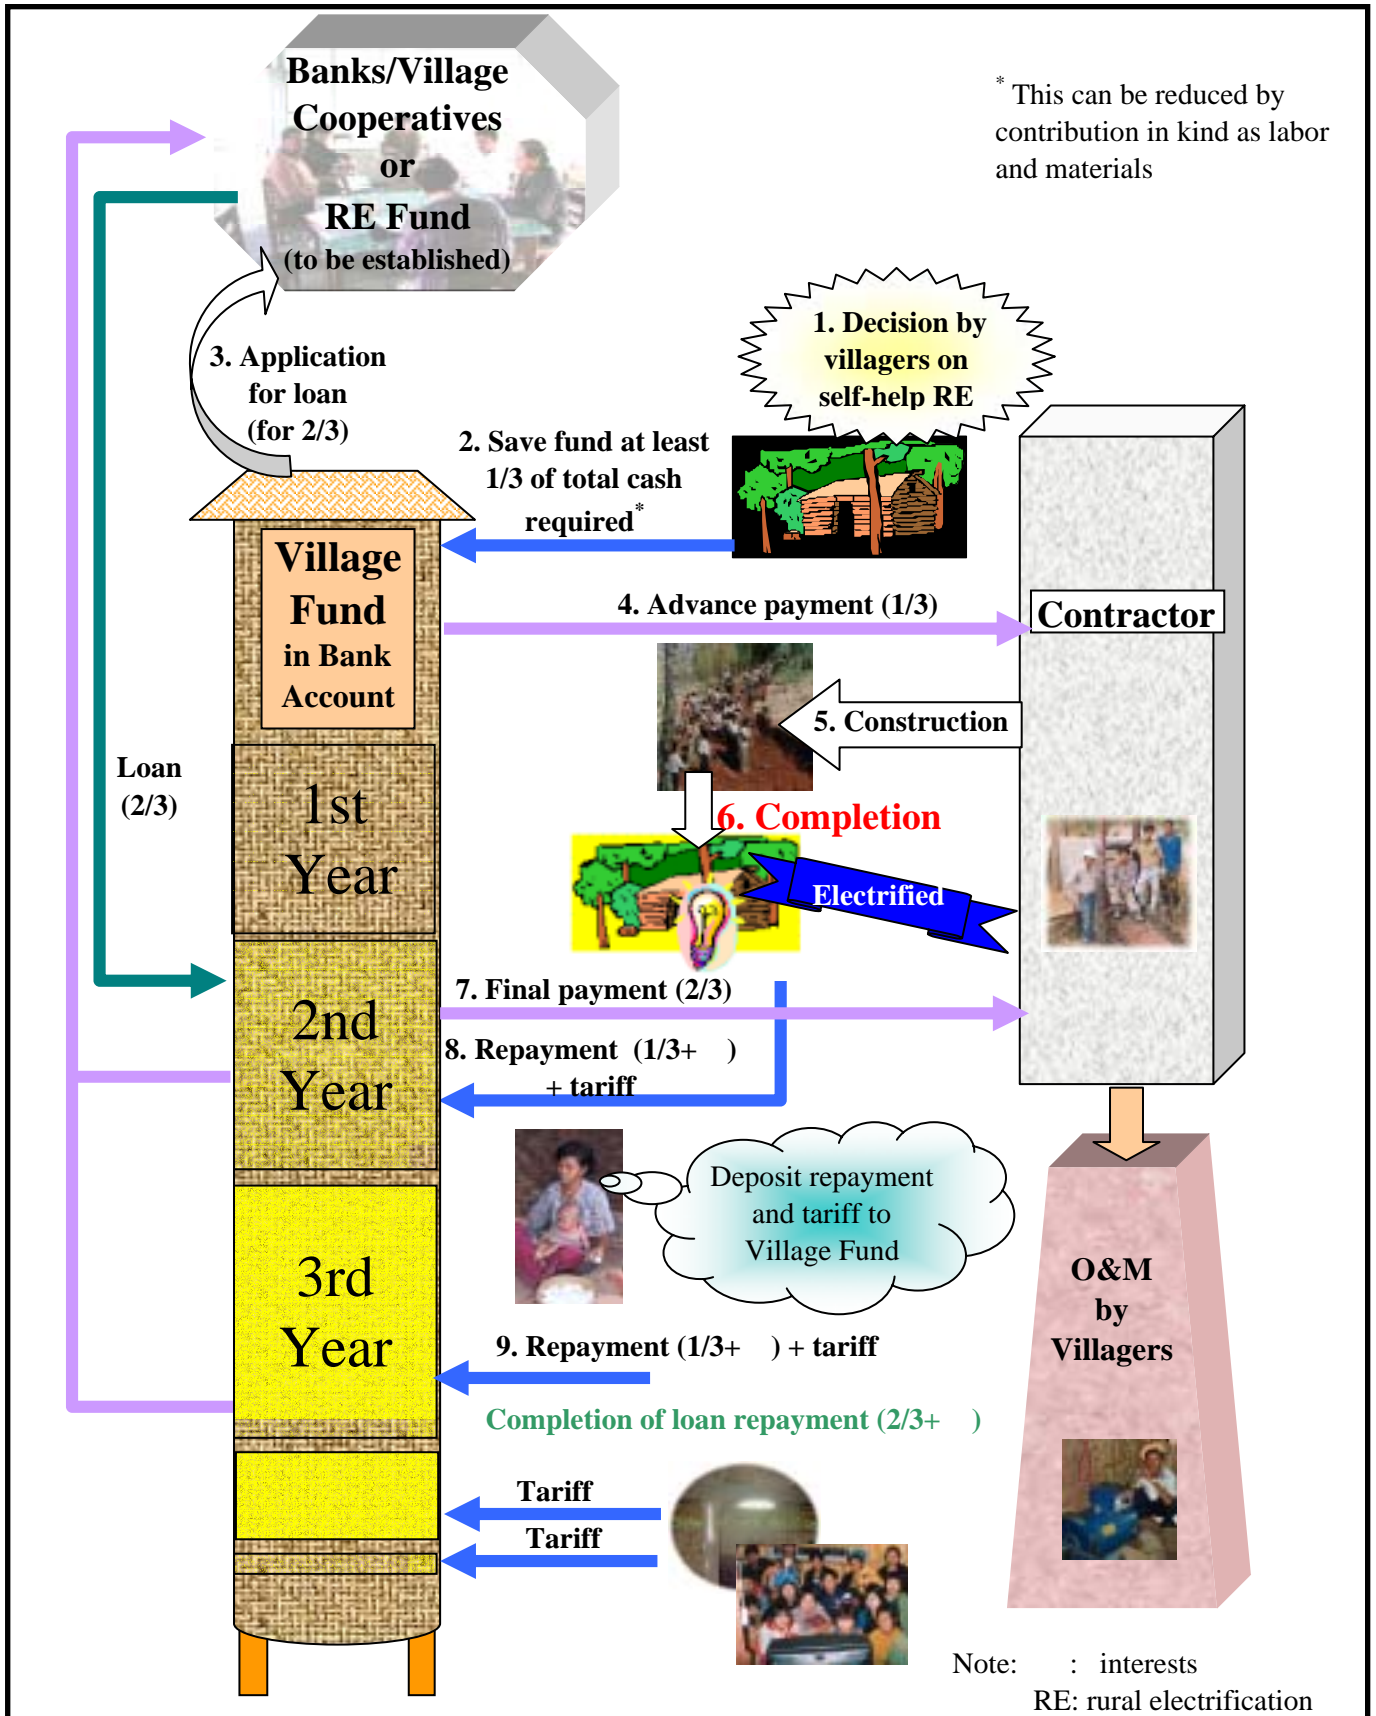 Banks/Village
Cooperatives
or
RE Fund
(to be established)
* This can be reduced by
contribution in kind as labor
and materials
1. Decision by
villagers on
self-help RE
3. Application
for loan
(for 2/3)
2. Save fund at least
1/3 of total cash
required*
Village
Fund
in Bank
Account
4. Advance payment (1/3)
Contractor
5. Construction
Loan
(2/3)
1st
Year
6. Completion
Electrified
7. Final payment (2/3)
2nd
Year
8. Repayment (1/3+ )
+ tariff
Deposit repayment
and tariff to
Village Fund
3rd
Year
O&M
by
Villagers
9. Repayment (1/3+ ) + tariff
Completion of loan repayment (2/3+ )
Tariff
Tariff
Note: : interests
RE: rural electrification